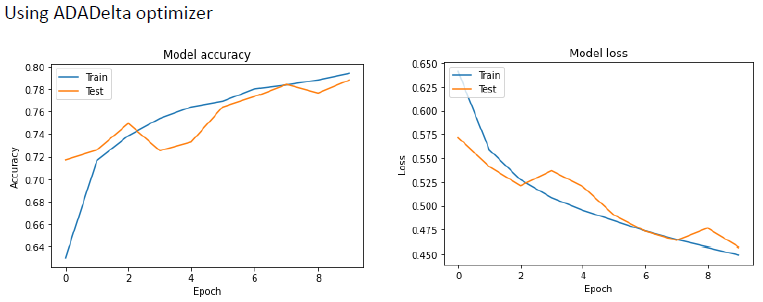 Using ADADelta optimizer
Model accuracy
Train
Test
0.80
0.78
0.76
0.74
0.72
0.70
0.68
0.66
0.64
Accuracy
0 2 4 6 8
Epoch
Model loss
Train
Test
0.650
0.625
0.600
0.575
0.550
0.525
0.500
0.475
0.450
Loss
0 2 4 6 8
Epoch